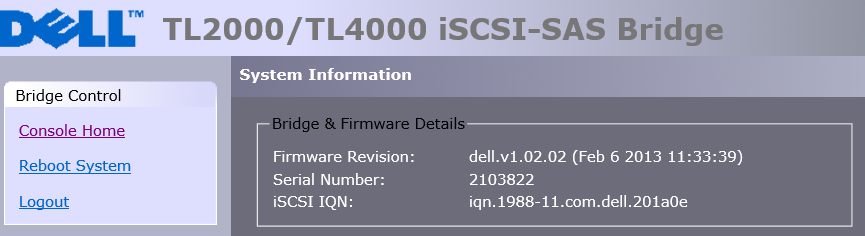 DELL™ TL2000/TL4000 iSCSI-SAS Bridge
System Information
Bridge Control
Console Home
Reboot System
Logout
Bridge & Firmware Details
Firmware Revision: dell.v1.02.02 (Feb 6 2013 11:33:39)
Serial Number: 2103822
iSCSI IQN: iqn.1988-11.com.dell.201a0e